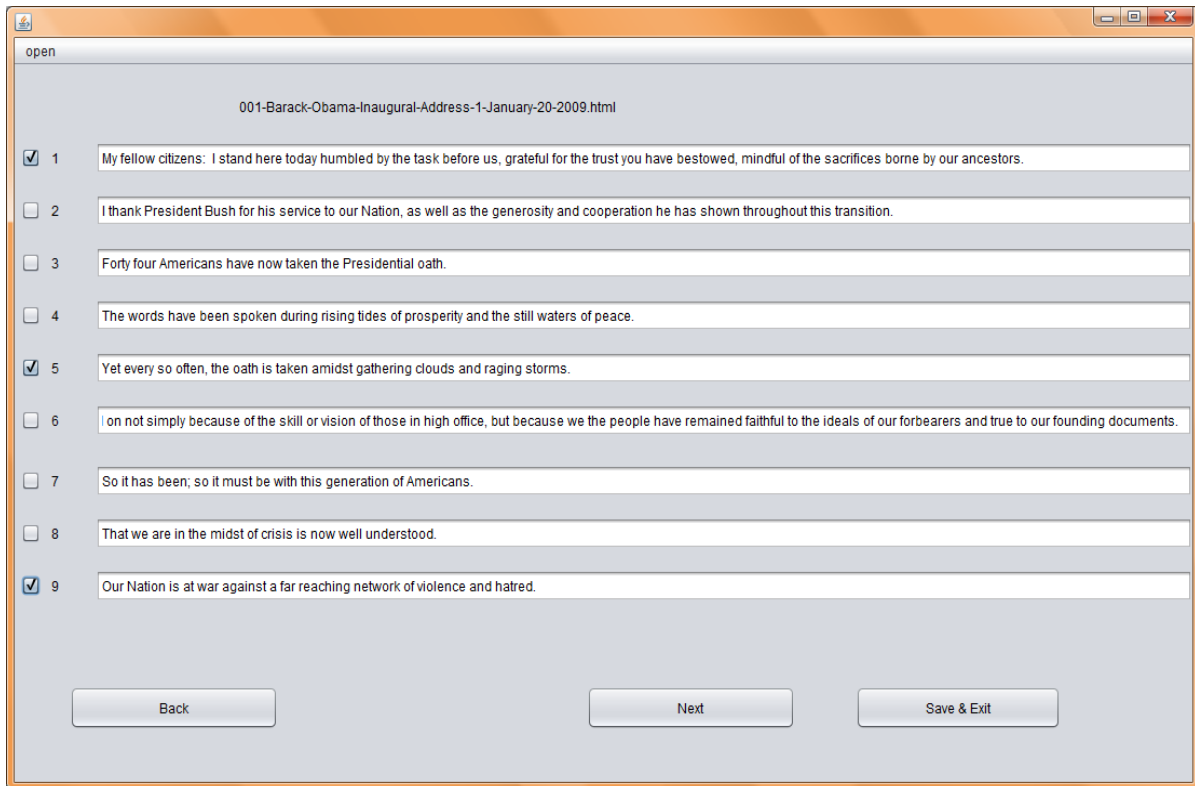 open
001-Barack-Obama-Inaugural-Address-1-January-20-2009.html
1 My fellow citizens: I stand here today humbled by the task before us, grateful for the trust you have bestowed, mindful of the sacrifices borne by our ancestors.
2 I thank President Bush for his service to our Nation, as well as the generosity and cooperation he has shown throughout this transition.
3 Forty four Americans have now taken the Presidential oath.
4 The words have been spoken during rising tides of prosperity and the still waters of peace.
5 Yet every so often, the oath is taken amidst gathering clouds and raging storms.
6 on not simply because of the skill or vision of those in high office, but because we the people have remained faithful to the ideals of our forbearers and true to our founding documents.
7 So it has been; so it must be with this generation of Americans.
8 That we are in the midst of crisis is now well understood.
9 Our Nation is at war against a far reaching network of violence and hatred.
Back Next Save & Exit